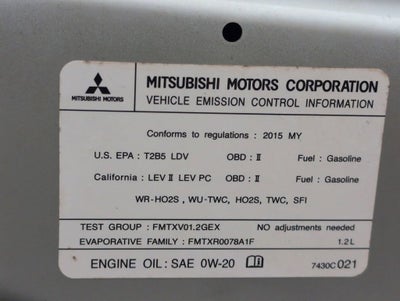 MITSUBISHI MOTORS
MITSUBISHI MOTORS CORPORATION
VEHICLE EMISSION CONTROL INFORMATION
Conforms to regulations : 2015 MY
U.S. EPA : T2B5 LDV OBD : II Fuel : Gasoline
California : LEV II LEV PC OBD : II Fuel : Gasoline
WR-HO2S , WU-TWC, HO2S, TWC, SFI
TEST GROUP : FMTXV01.2GEX NO adjustments needed
EVAPORATIVE FAMILY : FMTXR0078A1F 1.2 L
ENGINE OIL : SAE 0W-20 7430C021